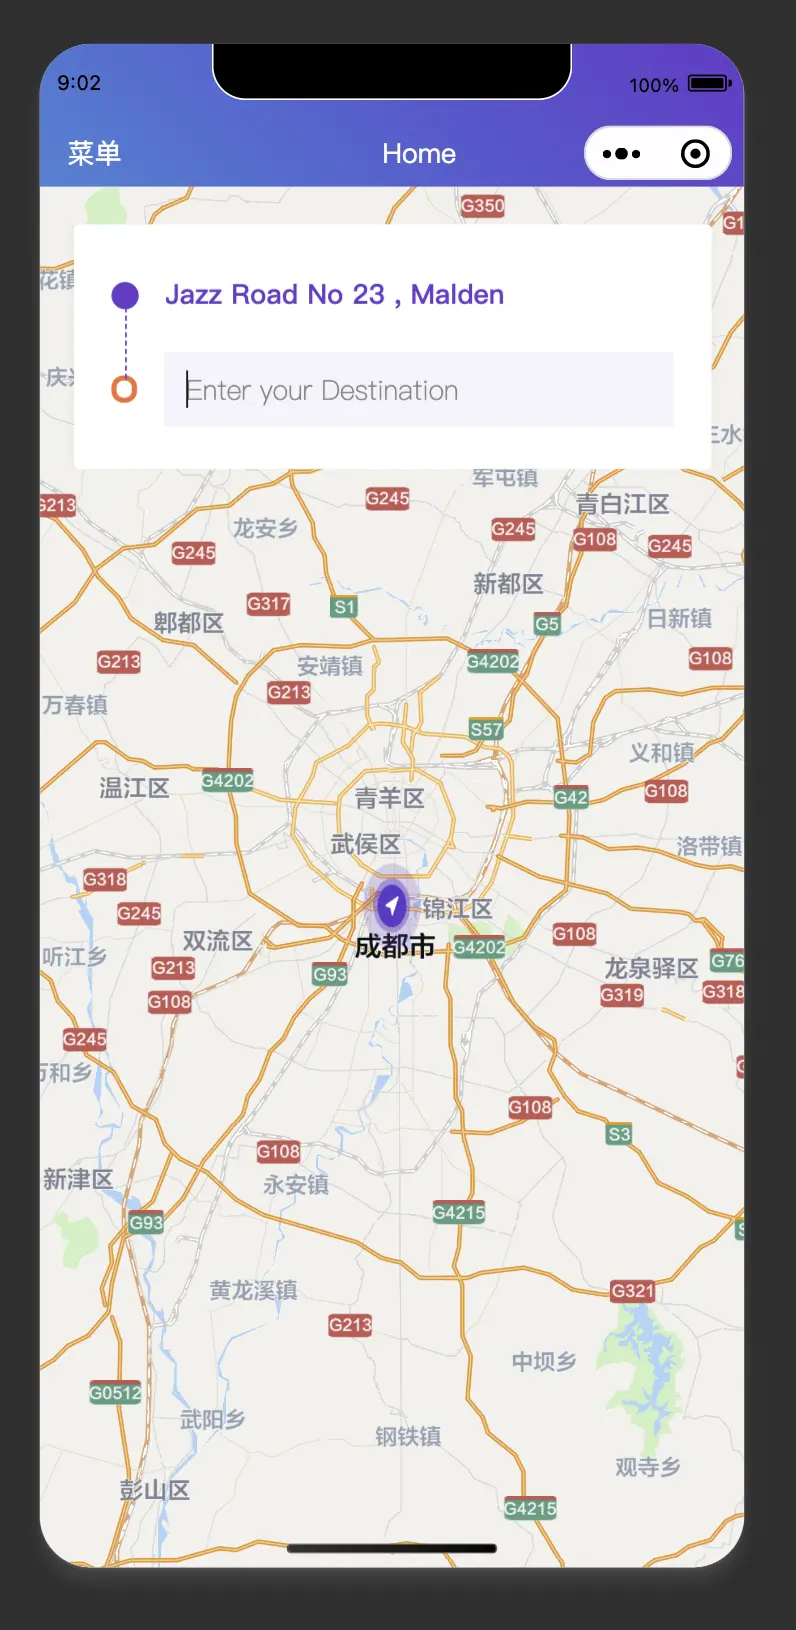 9:02
100%
菜单
Home
G350
花镇
Jazz Road No 23 , Malden
庆
Enter your Destination
三水
军屯镇
G213
G245
青白江区
龙安乡
G245
G108
G245
G245
新都区
G317
S1
郫都区
G5
日新镇
G213
安靖镇
G4202
G108
G213
万春镇
S57
义和镇
温江区
G4202
青羊区
G42
G108
武侯区
洛带镇
G318
G245
锦江区
双流区
成都市
G4202
G108
听江乡
G213
G93
龙泉驿区
G76
G108
G319
G318
G245
万和乡
G108
S3
G108
新津区
永安镇
G93
G4215
黄龙溪镇
G321
G213
中坝乡
G0512
武阳乡
钢铁镇
观寺乡
彭山区
G4215